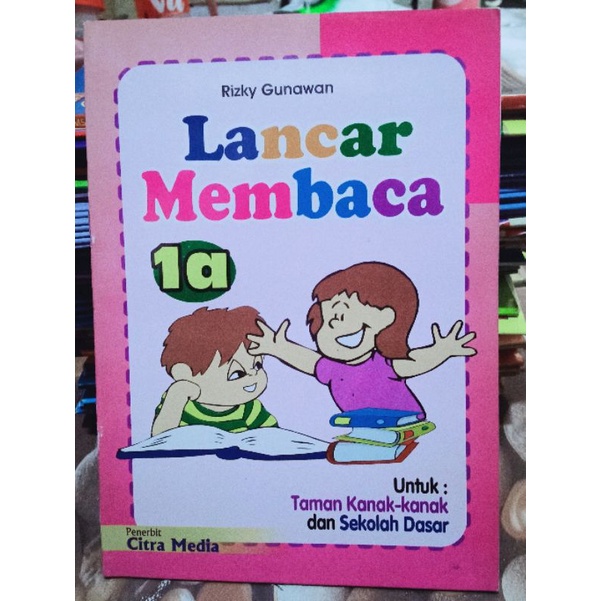 Rizky Gunawan
Lancar
Membaca
1a
Untuk :
Taman Kanak-kanak
dan Sekolah Dasar
Penerbit
Citra Media